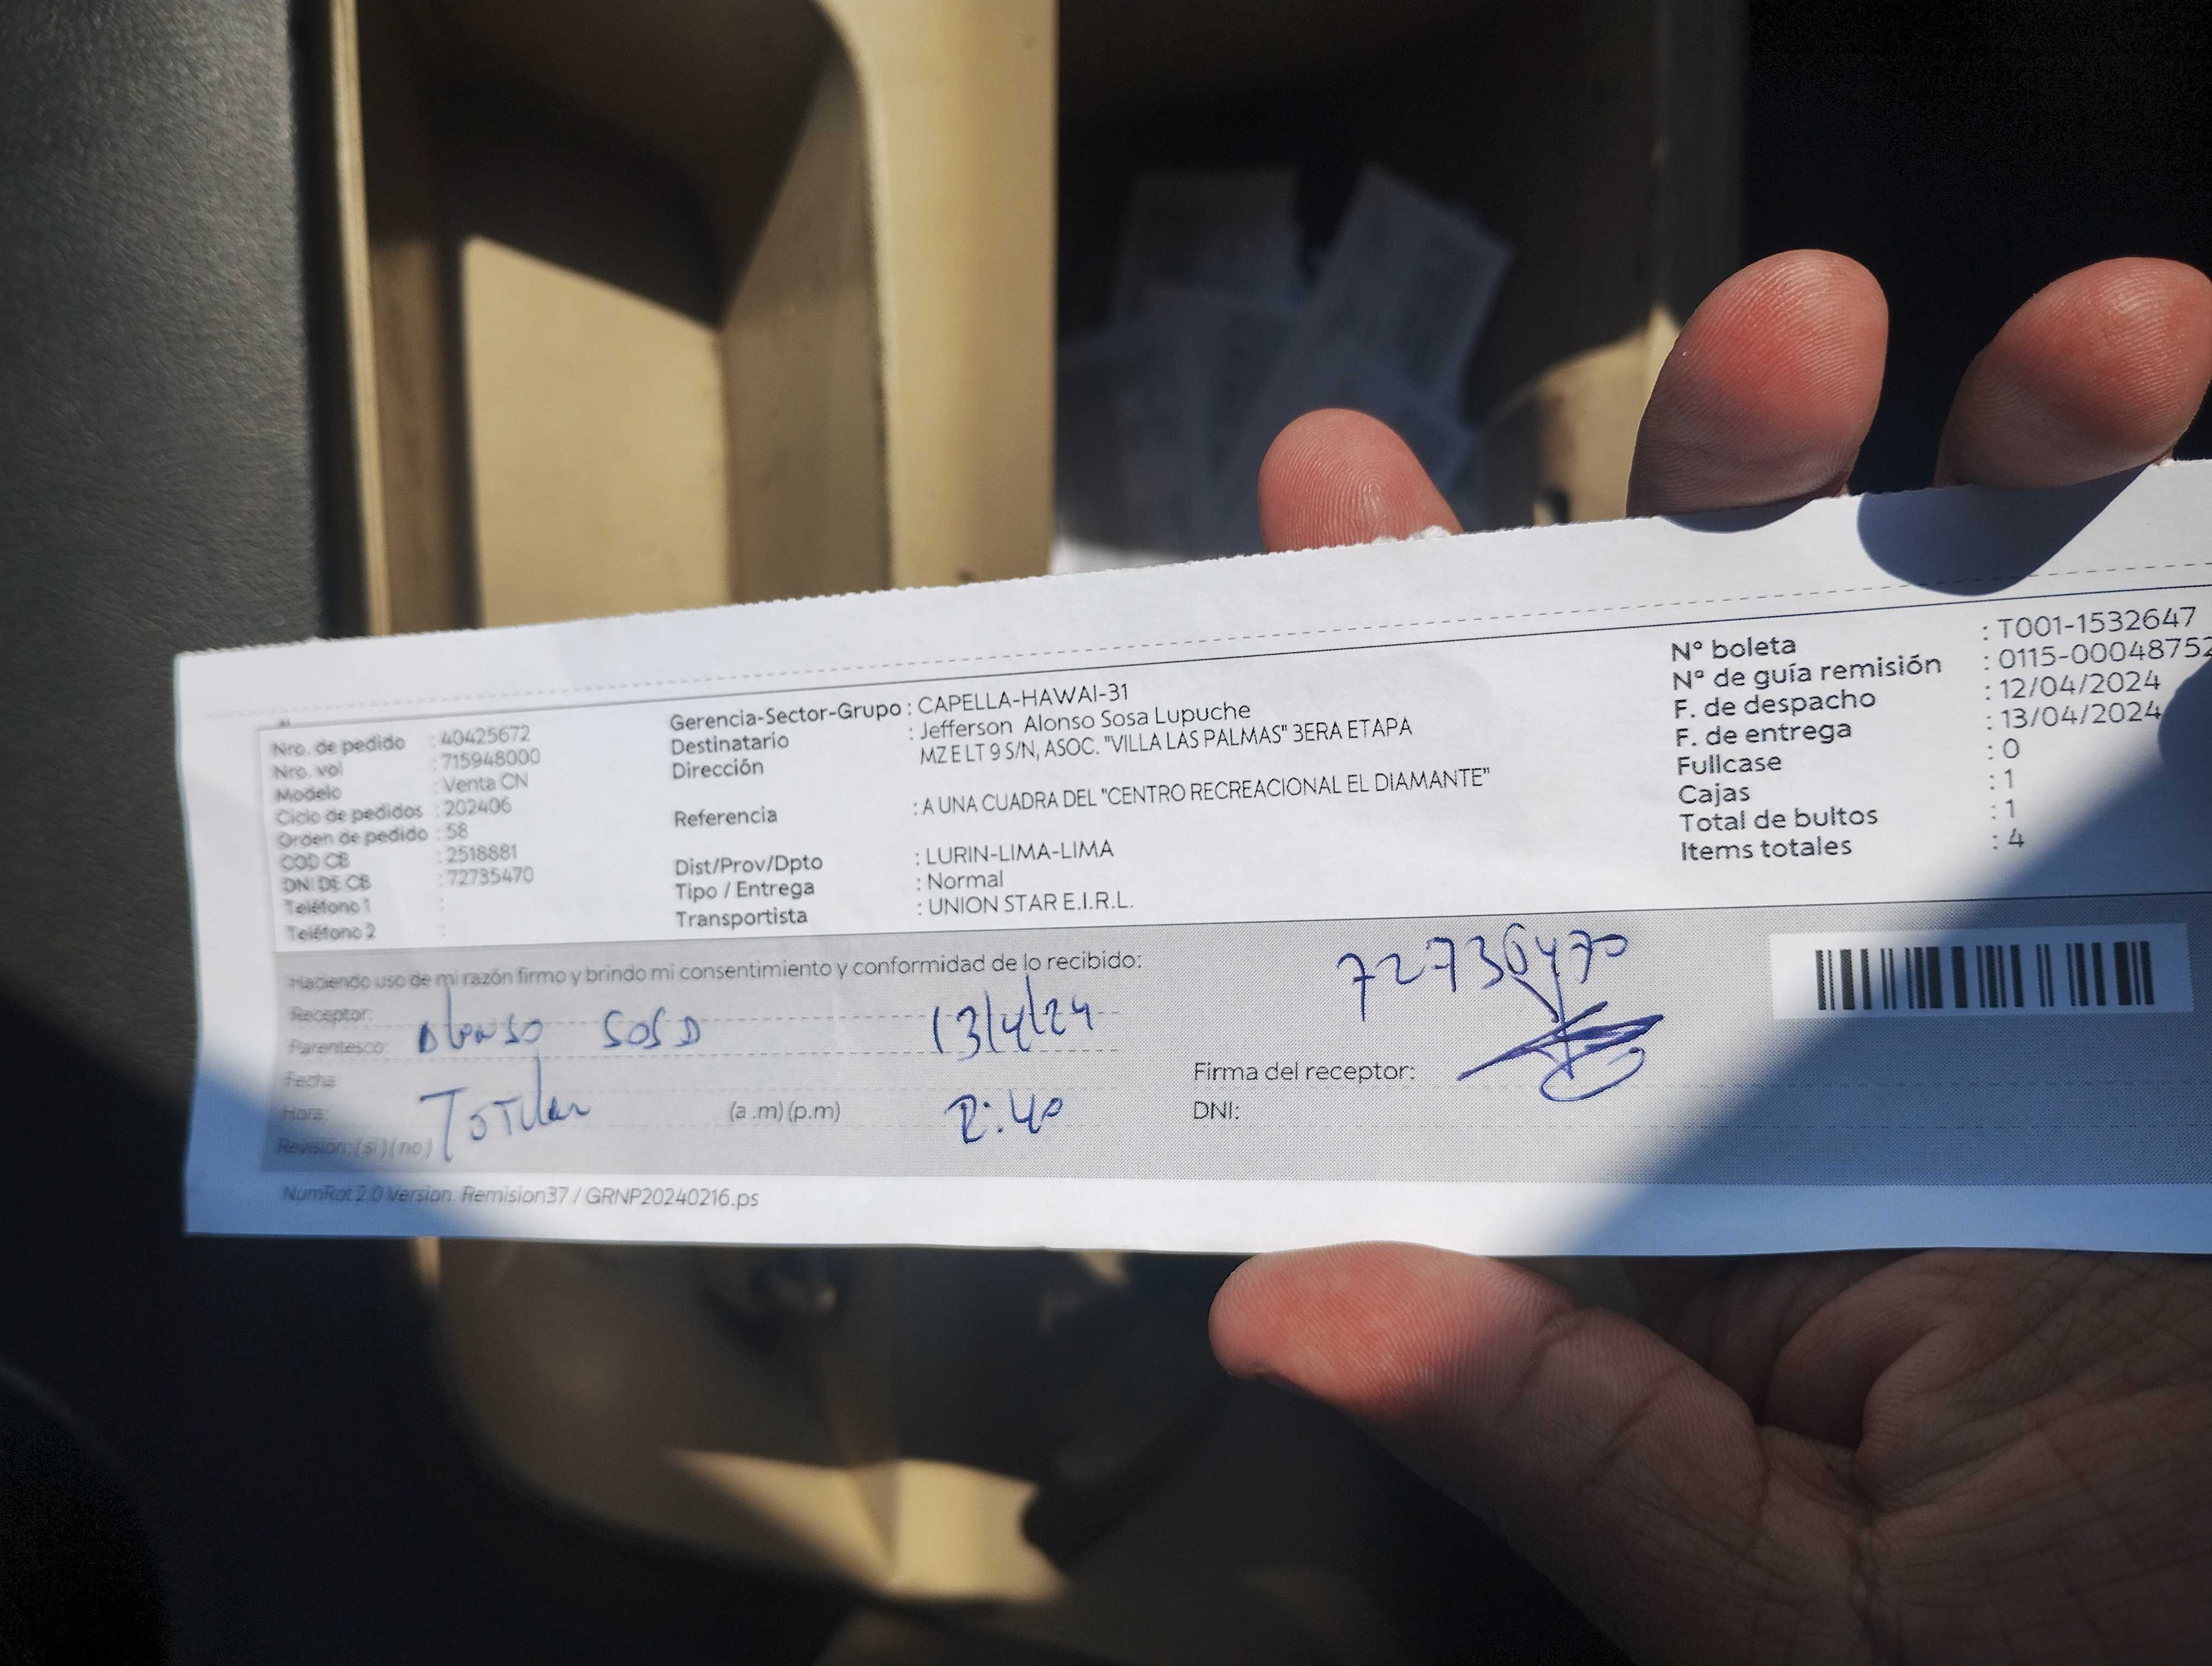 Nro. de pedido : 40425672
Nro. vol : 715948000
Modelo : Venta CN
Ciclo de pedidos : 202406
Orden de pedido : 58
COD CB : 2518881
DNI DE CB : 72735470
Teléfono 1 :
Teléfono 2 :
Gerencia-Sector-Grupo : CAPELLA-HAWAI-31
Destinatario : Jefferson Alonso Sosa Lupuche
Dirección MZ E LT 9 S/N, ASOC. "VILLA LAS PALMAS" 3ERA ETAPA
Referencia : A UNA CUADRA DEL "CENTRO RECREACIONAL EL DIAMANTE"
Dist/Prov/Dpto : LURIN-LIMA-LIMA
Tipo / Entrega : Normal
Transportista : UNION STAR E.I.R.L.
Nº boleta : T001-1532647
Nº de guía remisión : 0115-00048752
F. de despacho : 12/04/2024
F. de entrega : 13/04/2024
Fullcase : 0
Cajas : 1
Total de bultos : 1
Items totales : 4
Haciendo uso de mi razón firmo y brindo mi consentimiento y conformidad de lo recibido:
72736470
Receptor:
Alonso SOSA 13/4/24
Parentesco:
Fecha:
Firma del receptor:
Hora: (a .m) (p.m) 2:40
DNI:
Revisión: (si) (no)
NumRot 2.0 Version: Remision37 / GRNP20240216.ps